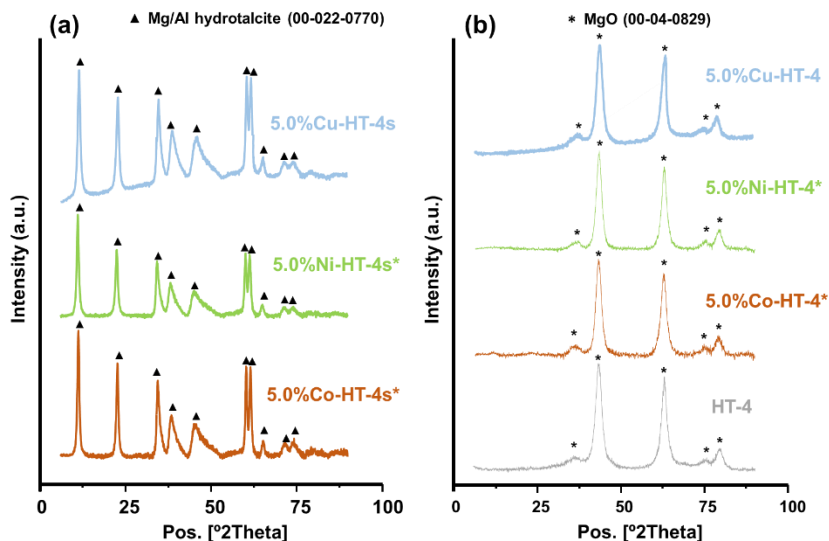 (a) ▲ Mg/Al hydrotalcite (00-022-0770)
5.0%Cu-HT-4s
5.0%Ni-HT-4s*
5.0%Co-HT-4s*
Intensity (a.u.)
0 25 50 75 100
Pos. [º2Theta]
(b) * MgO (00-04-0829)
5.0%Cu-HT-4
5.0%Ni-HT-4*
5.0%Co-HT-4*
HT-4
Intensity (a.u.)
0 25 50 75 100
Pos. [º2Theta]